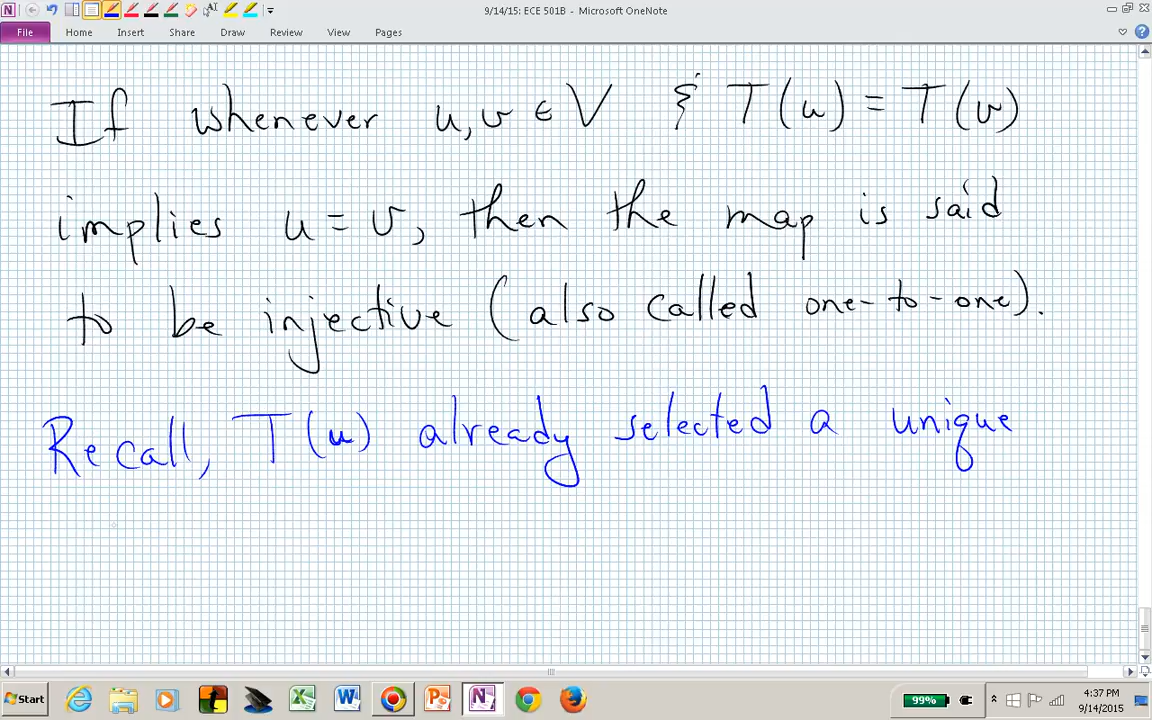 9/14/15: ECE 501B - Microsoft OneNote
File Home Insert Share Draw Review View Pages
If whenever u, v ∈ V & T(u) = T(v)
implies u = v, then the map is said
to be injective (also called one-to-one).
Recall, T(u) already selected a unique
Start 99% 4:37 PM
9/14/2015